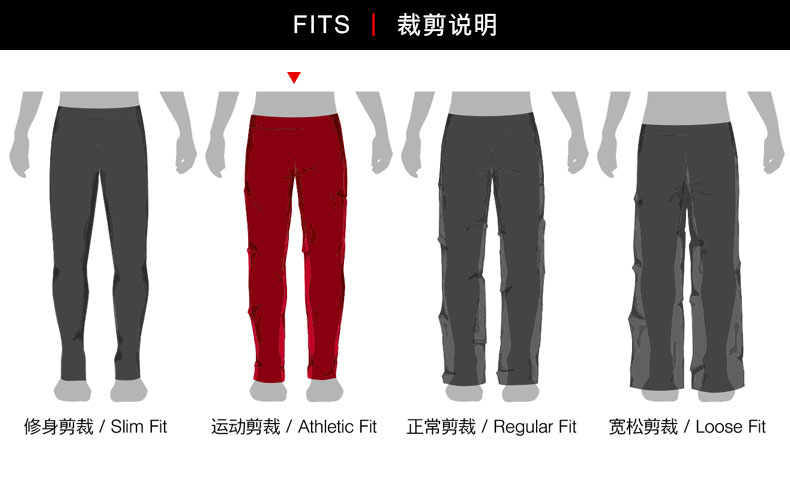 FITS | 裁剪说明
修身剪裁 / Slim Fit
运动剪裁 / Athletic Fit
正常剪裁 / Regular Fit
宽松剪裁 / Loose Fit